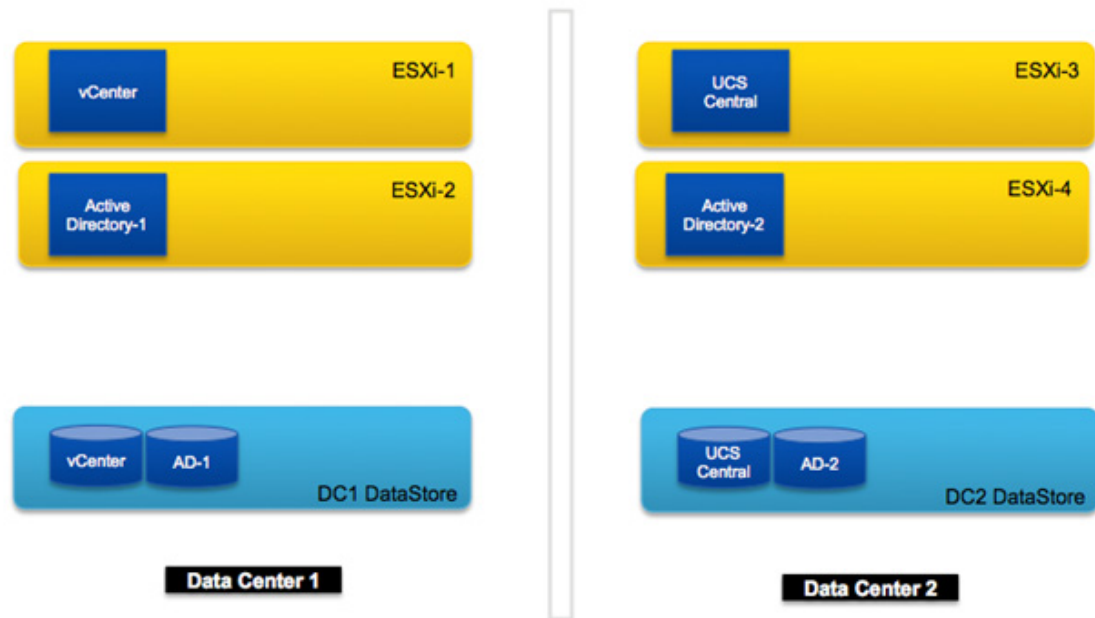 vCenter
ESXi-1
Active
Directory-1
ESXi-2
vCenter
AD-1
DC1 DataStore
Data Center 1
UCS
Central
ESXi-3
Active
Directory-2
ESXi-4
UCS
Central
AD-2
DC2 DataStore
Data Center 2